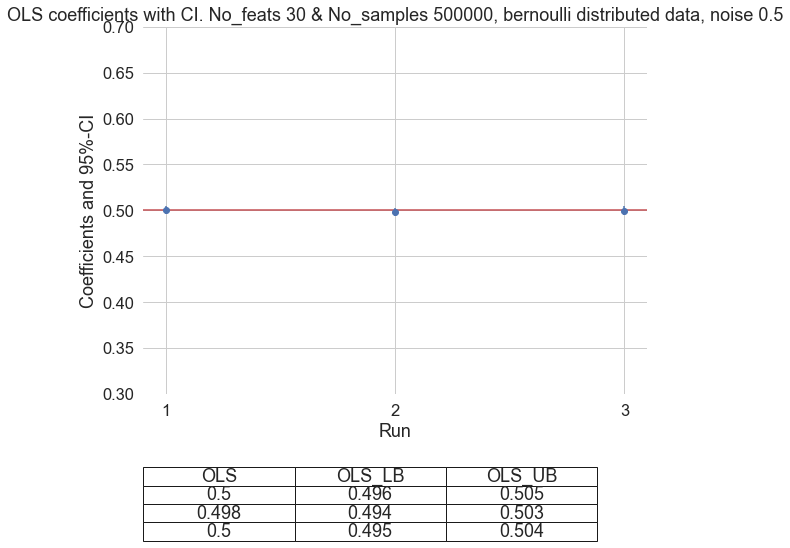 OLS coefficients with CI. No_feats 30 & No_samples 500000, bernoulli distributed data, noise 0.5
0.70
0.65
0.60
0.55
0.50
0.45
0.40
0.35
0.30
Coefficients and 95%-CI
1 2 3
Run
OLS OLS_LB OLS_UB
0.5 0.496 0.505
0.498 0.494 0.503
0.5 0.495 0.504